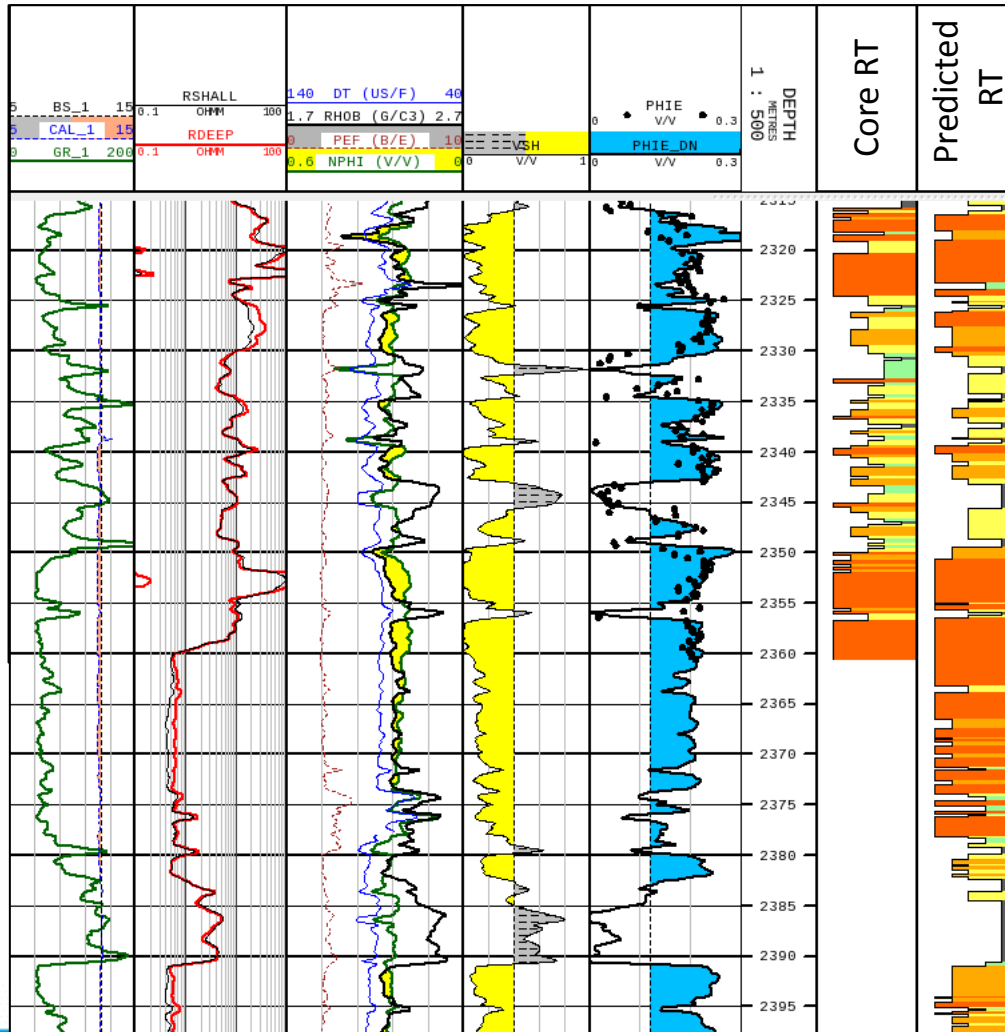 5 BS_1 15
5 CAL_1 15
0 GR_1 200
RSHALL
0.1 OHMM 100
RDEEP
0.1 OHMM 100
140 DT (US/F) 40
1.7 RHOB (G/C3) 2.7
0 PEF (B/E) 10
0.6 NPHI (V/V) 0
VSH
0 V/V 1
PHIE
0 V/V 0.3
PHIE_DN
0 V/V 0.3
DEPTH
METRES
1 : 500
Core RT
Predicted
RT
2315
2320
2325
2330
2335
2340
2345
2350
2355
2360
2365
2370
2375
2380
2385
2390
2395